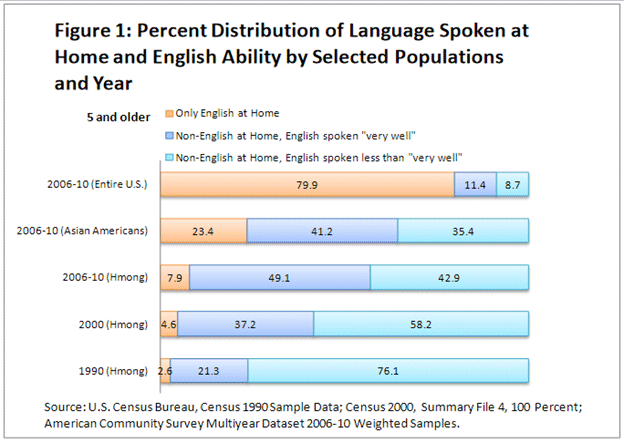 Figure 1: Percent Distribution of Language Spoken at
Home and English Ability by Selected Populations
and Year
5 and older
Only English at Home
Non-English at Home, English spoken "very well"
Non-English at Home, English spoken less than "very well"
2006-10 (Entire U.S.) 79.9 11.4 8.7
2006-10 (Asian Americans) 23.4 41.2 35.4
2006-10 (Hmong) 7.9 49.1 42.9
2000 (Hmong) 4.6 37.2 58.2
1990 (Hmong) 2.6 21.3 76.1
Source: U.S. Census Bureau, Census 1990 Sample Data; Census 2000, Summary File 4, 100 Percent;
American Community Survey Multiyear Dataset 2006-10 Weighted Samples.